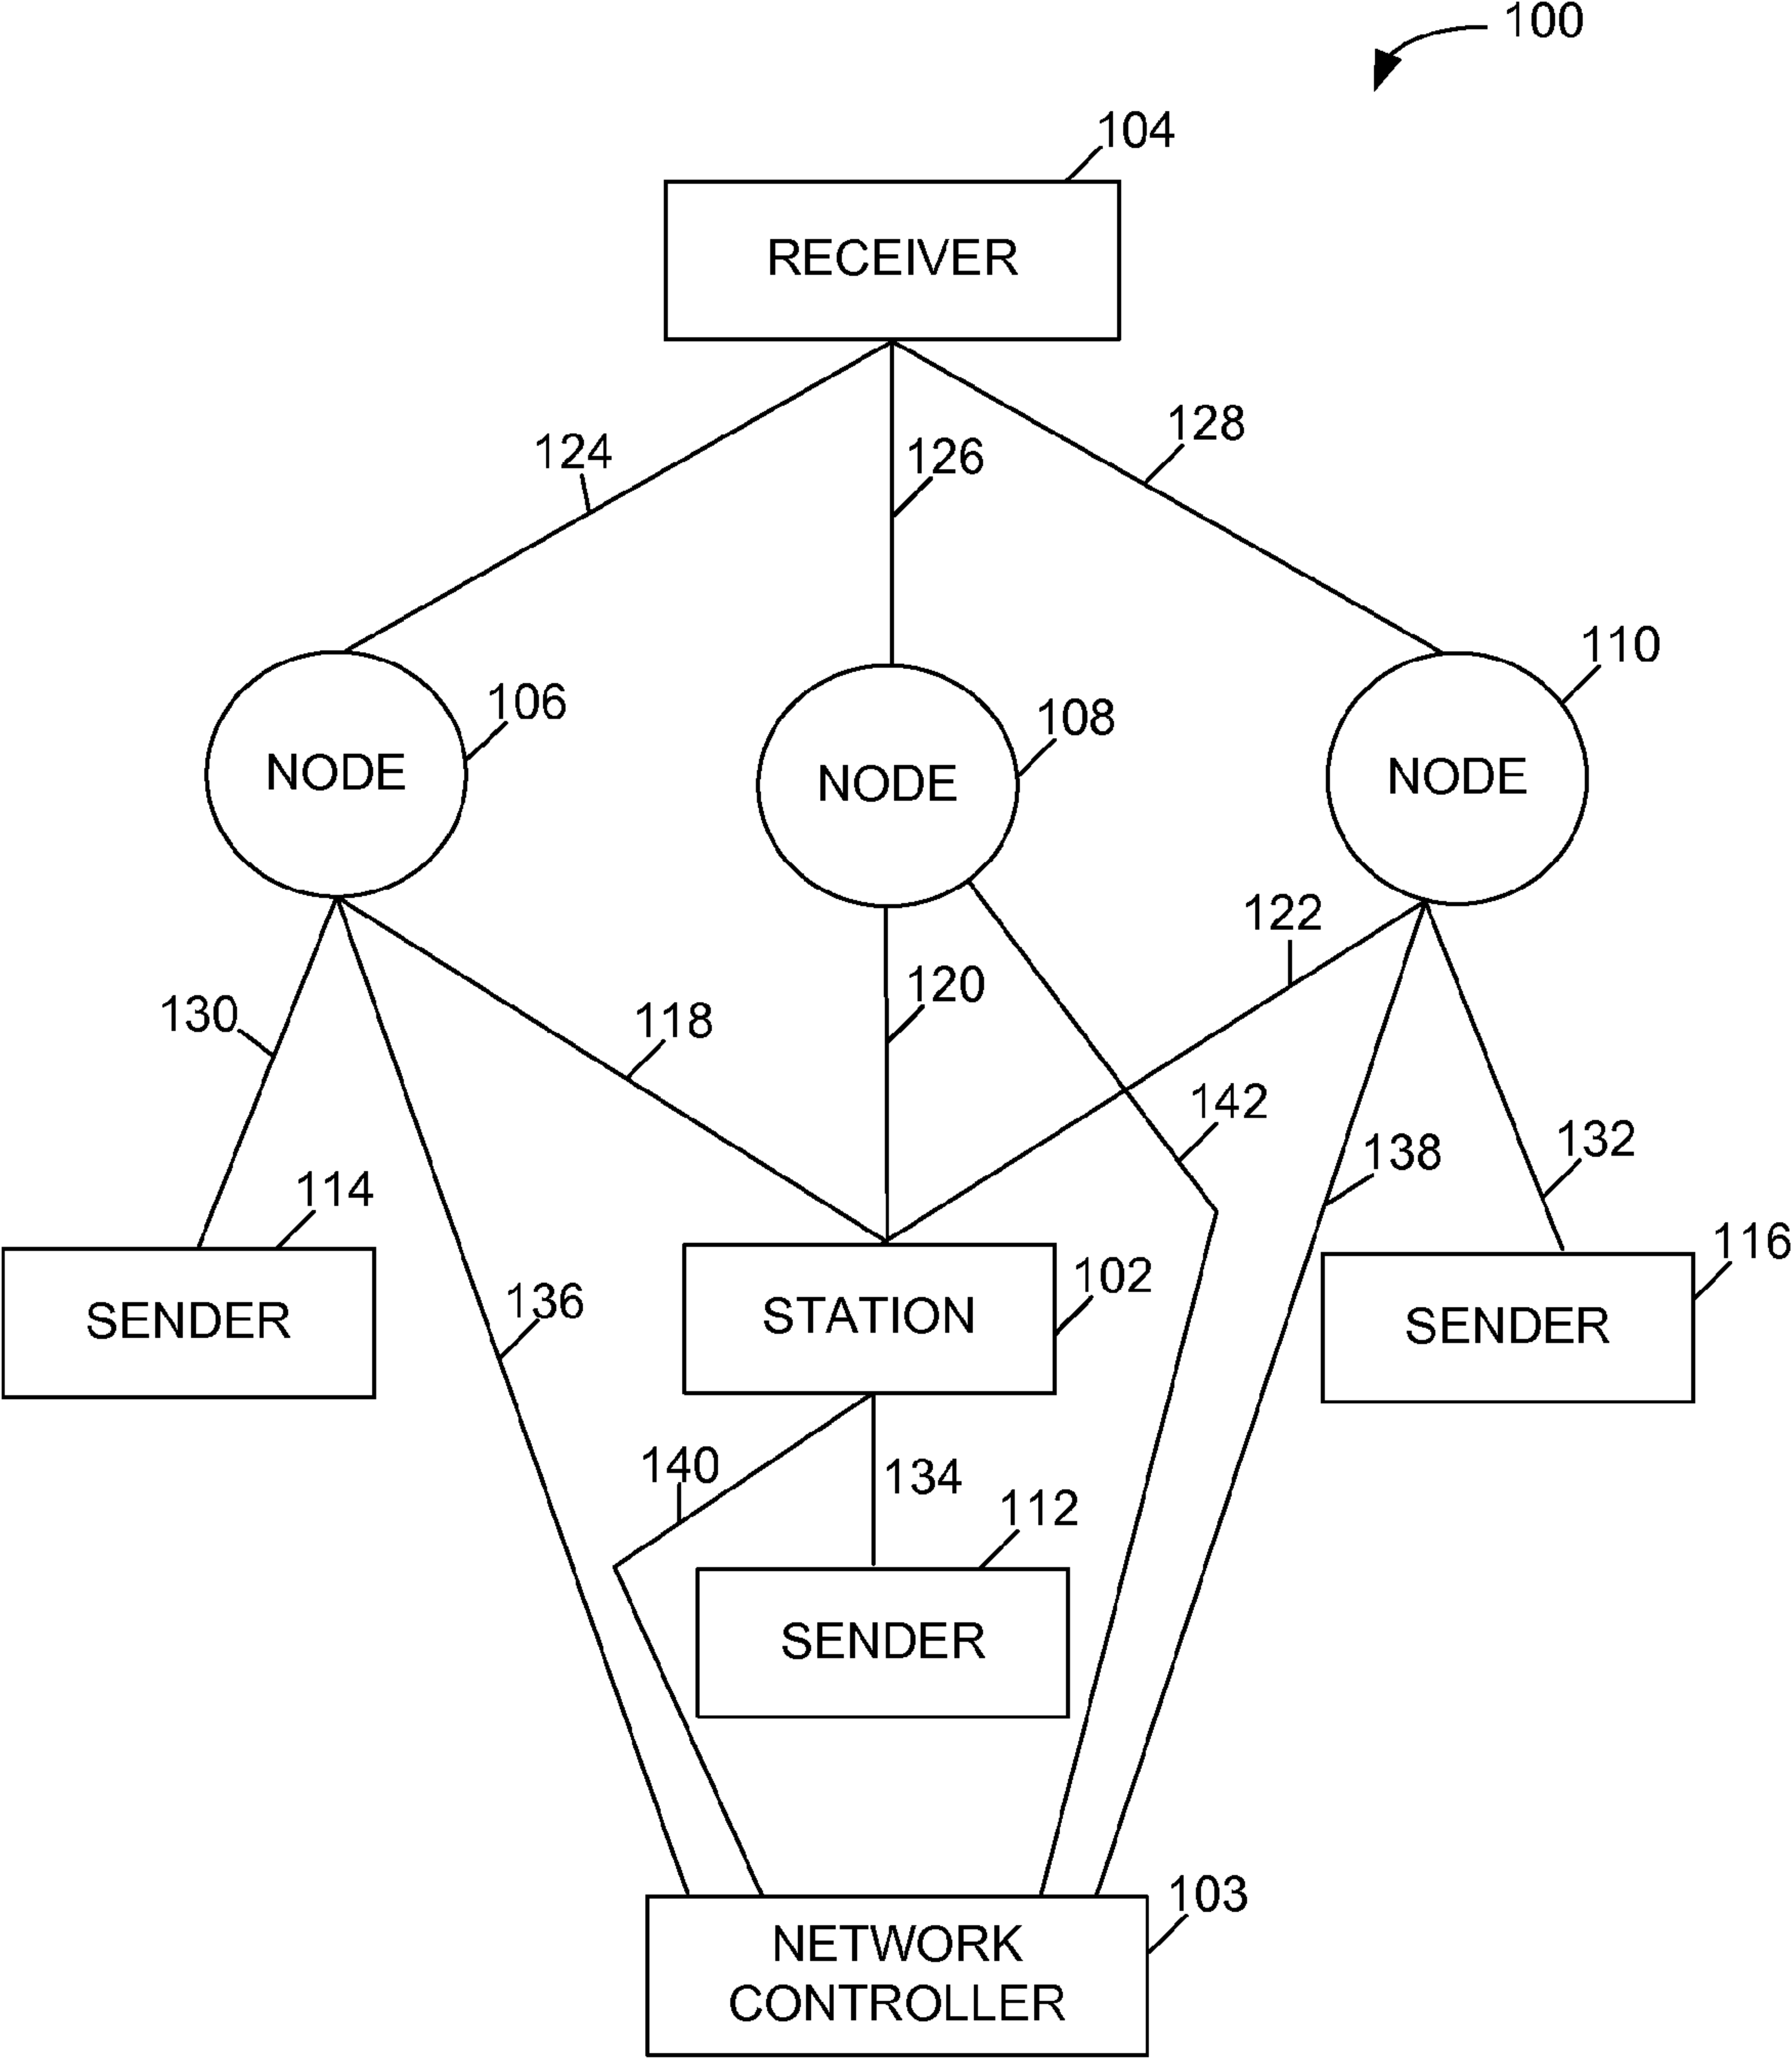 100
104
RECEIVER
124
126
128
110
106
108
NODE
NODE
NODE
122
120
130
118
142
132
138
114
116
102
136
SENDER
STATION
SENDER
140
134
112
SENDER
103
NETWORK
CONTROLLER